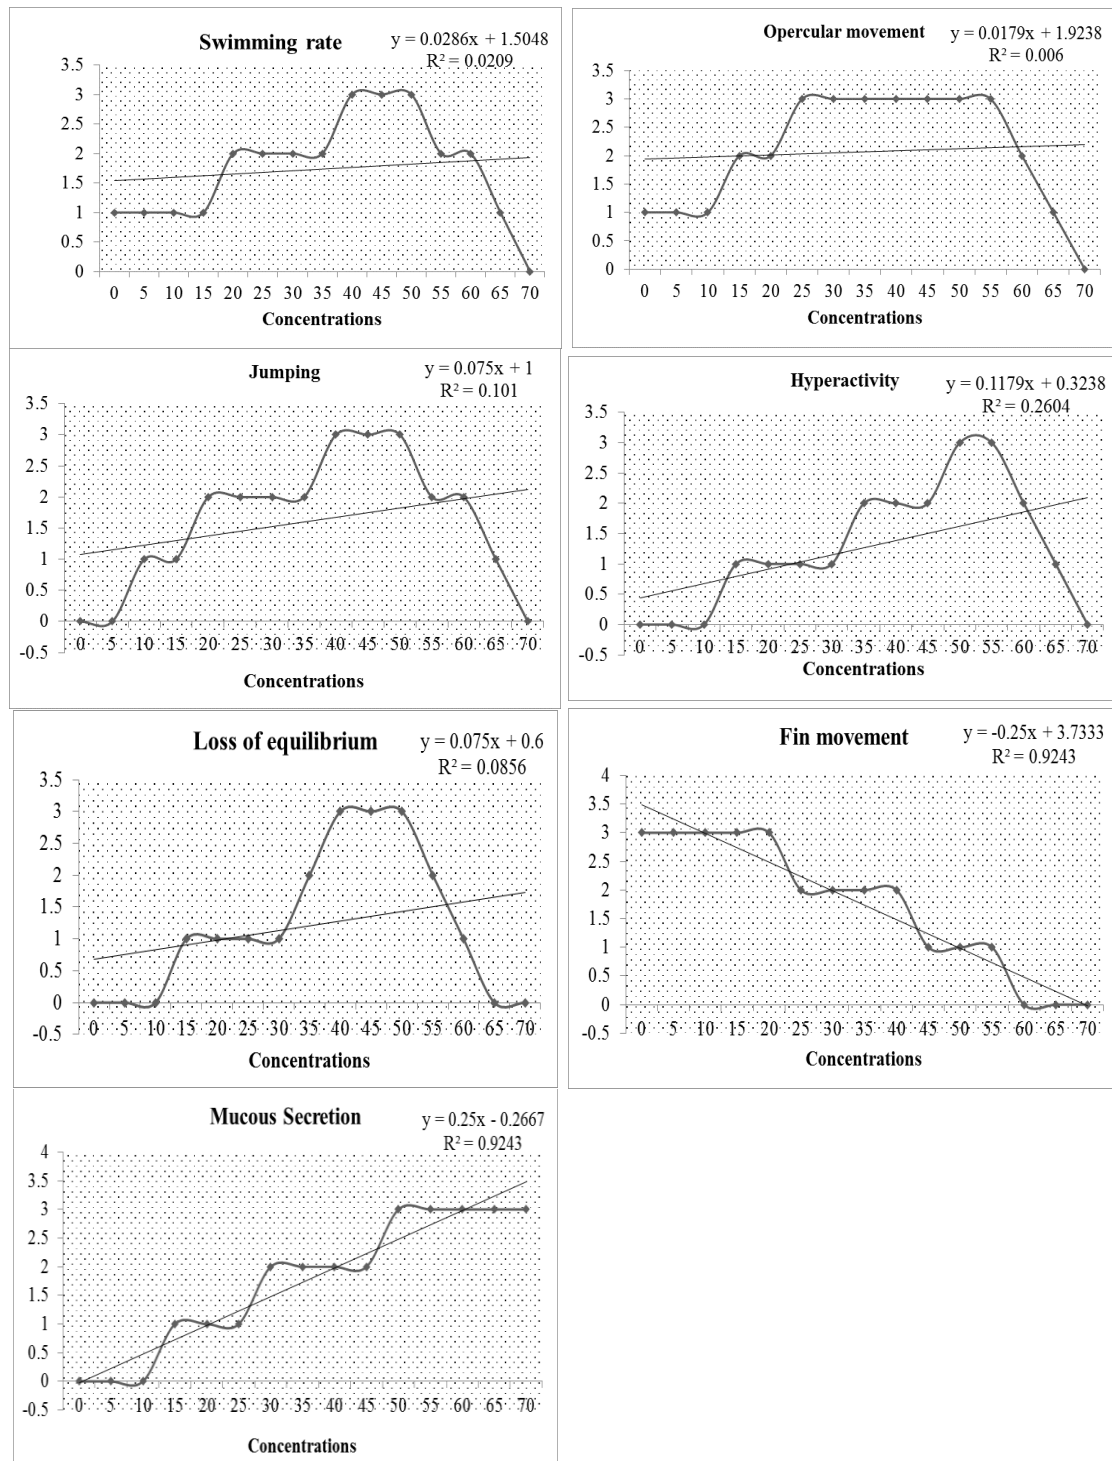 Swimming rate
y = 0.0286x + 1.5048
R² = 0.0209
3.5
3
2.5
2
1.5
1
0.5
0
0 5 10 15 20 25 30 35 40 45 50 55 60 65 70
Concentrations
Opercular movement
y = 0.0179x + 1.9238
R² = 0.006
3.5
3
2.5
2
1.5
1
0.5
0
0 5 10 15 20 25 30 35 40 45 50 55 60 65 70
Concentrations
Jumping
y = 0.075x + 1
R² = 0.101
3.5
3
2.5
2
1.5
1
0.5
0
-0.5
0 5 10 15 20 25 30 35 40 45 50 55 60 65 70
Concentrations
Hyperactivity
y = 0.1179x + 0.3238
R² = 0.2604
3.5
3
2.5
2
1.5
1
0.5
0
-0.5
0 5 10 15 20 25 30 35 40 45 50 55 60 65 70
Concentrations
Loss of equilibrium
y = 0.075x + 0.6
R² = 0.0856
3.5
3
2.5
2
1.5
1
0.5
0
-0.5
0 5 10 15 20 25 30 35 40 45 50 55 60 65 70
Concentrations
Fin movement
y = -0.25x + 3.7333
R² = 0.9243
4
3.5
3
2.5
2
1.5
1
0.5
0
-0.5
0 5 10 15 20 25 30 35 40 45 50 55 60 65 70
Concentrations
Mucous Secretion
y = 0.25x - 0.2667
R² = 0.9243
4
3.5
3
2.5
2
1.5
1
0.5
0
-0.5
0 5 10 15 20 25 30 35 40 45 50 55 60 65 70
Concentrations